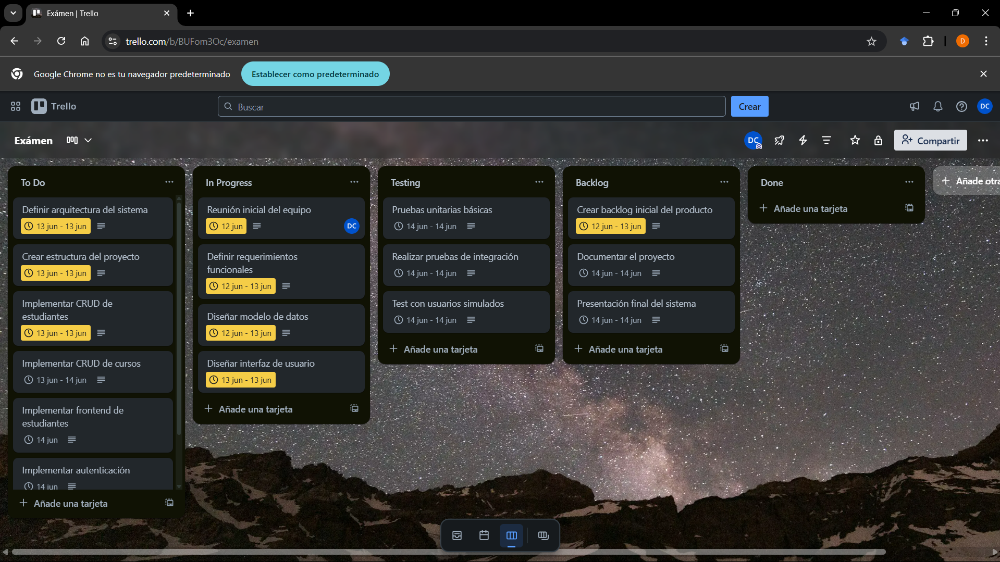 Exámen | Trello
trello.com/b/BUFom3Oc/examen
D
Google Chrome no es tu navegador predeterminado
Establecer como predeterminado
Trello
Buscar
Crear
DC
Exámen
DC
Compartir
To Do
Definir arquitectura del sistema
13 jun - 13 jun
Crear estructura del proyecto
13 jun - 13 jun
Implementar CRUD de
estudiantes
13 jun - 13 jun
Implementar CRUD de cursos
13 jun - 14 jun
Implementar frontend de
estudiantes
14 jun
Implementar autenticación
14 jun
Añade una tarjeta
In Progress
Reunión inicial del equipo
12 jun
DC
Definir requerimientos
funcionales
12 jun - 13 jun
Diseñar modelo de datos
12 jun - 13 jun
Diseñar interfaz de usuario
13 jun - 13 jun
Añade una tarjeta
Testing
Pruebas unitarias básicas
14 jun - 14 jun
Realizar pruebas de integración
14 jun - 14 jun
Test con usuarios simulados
14 jun - 14 jun
Añade una tarjeta
Backlog
Crear backlog inicial del producto
12 jun - 13 jun
Documentar el proyecto
14 jun - 14 jun
Presentación final del sistema
14 jun - 14 jun
Añade una tarjeta
Done
Añade una tarjeta
Añade otra